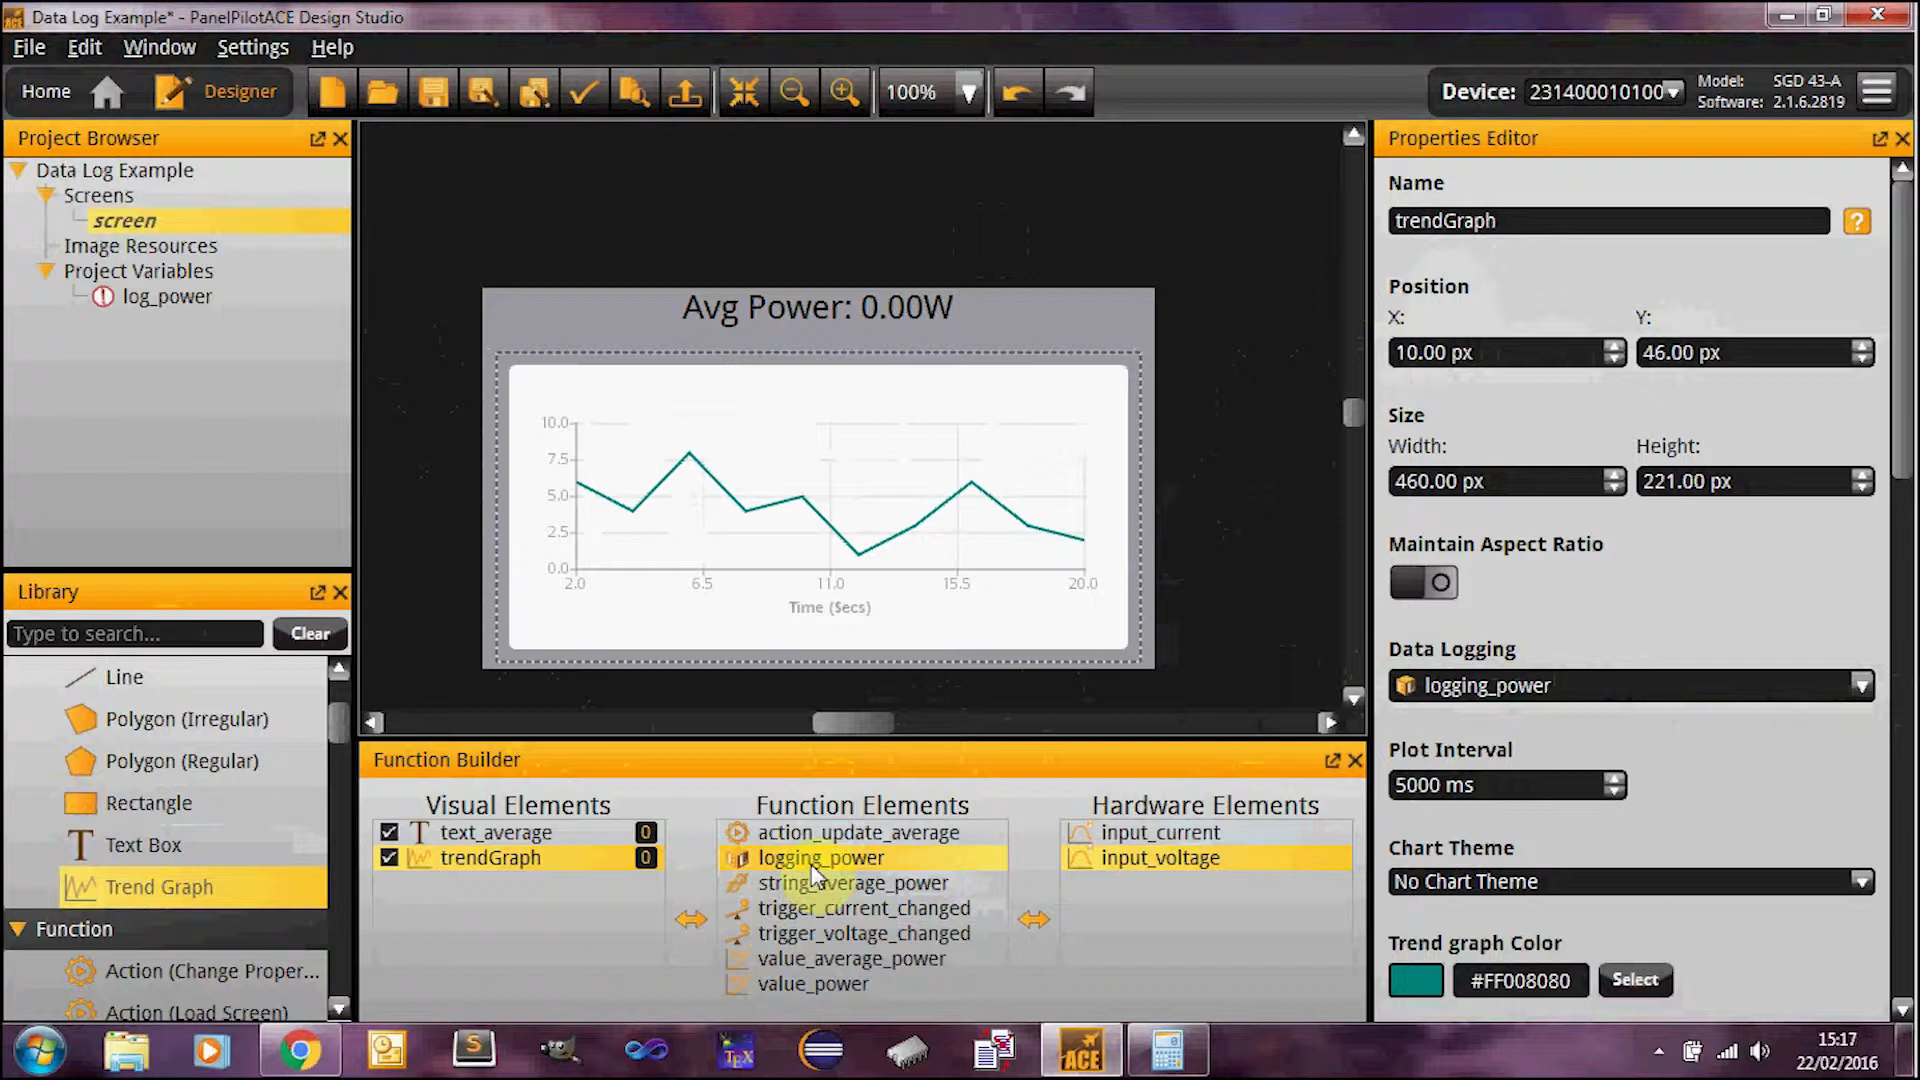 Data Log Example* - PanelPilotACE Design Studio
File Edit Window Settings Help
Home Designer 100% Device: 231400010100 Model: SGD 43-A
Software: 2.1.6.2819
Project Browser
Data Log Example
Screens
screen
Image Resources
Project Variables
log_power
Library
Type to search... Clear
Line
Polygon (Irregular)
Polygon (Regular)
Rectangle
Text Box
Trend Graph
Function
Action (Change Proper...
Action (Load Screen)
Avg Power: 0.00W
10.0
7.5
5.0
2.5
0.0
2.0 6.5 11.0 15.5 20.0
Time (Secs)
Function Builder
Visual Elements
text_average 0
trendGraph 0
Function Elements
action_update_average
logging_power
string_average_power
trigger_current_changed
trigger_voltage_changed
value_average_power
value_power
Hardware Elements
input_current
input_voltage
Properties Editor
Name
trendGraph ?
Position
X: Y:
10.00 px 46.00 px
Size
Width: Height:
460.00 px 221.00 px
Maintain Aspect Ratio
Data Logging
logging_power
Plot Interval
5000 ms
Chart Theme
No Chart Theme
Trend graph Color
#FF008080 Select
S
TEX
ACE
15:17
22/02/2016